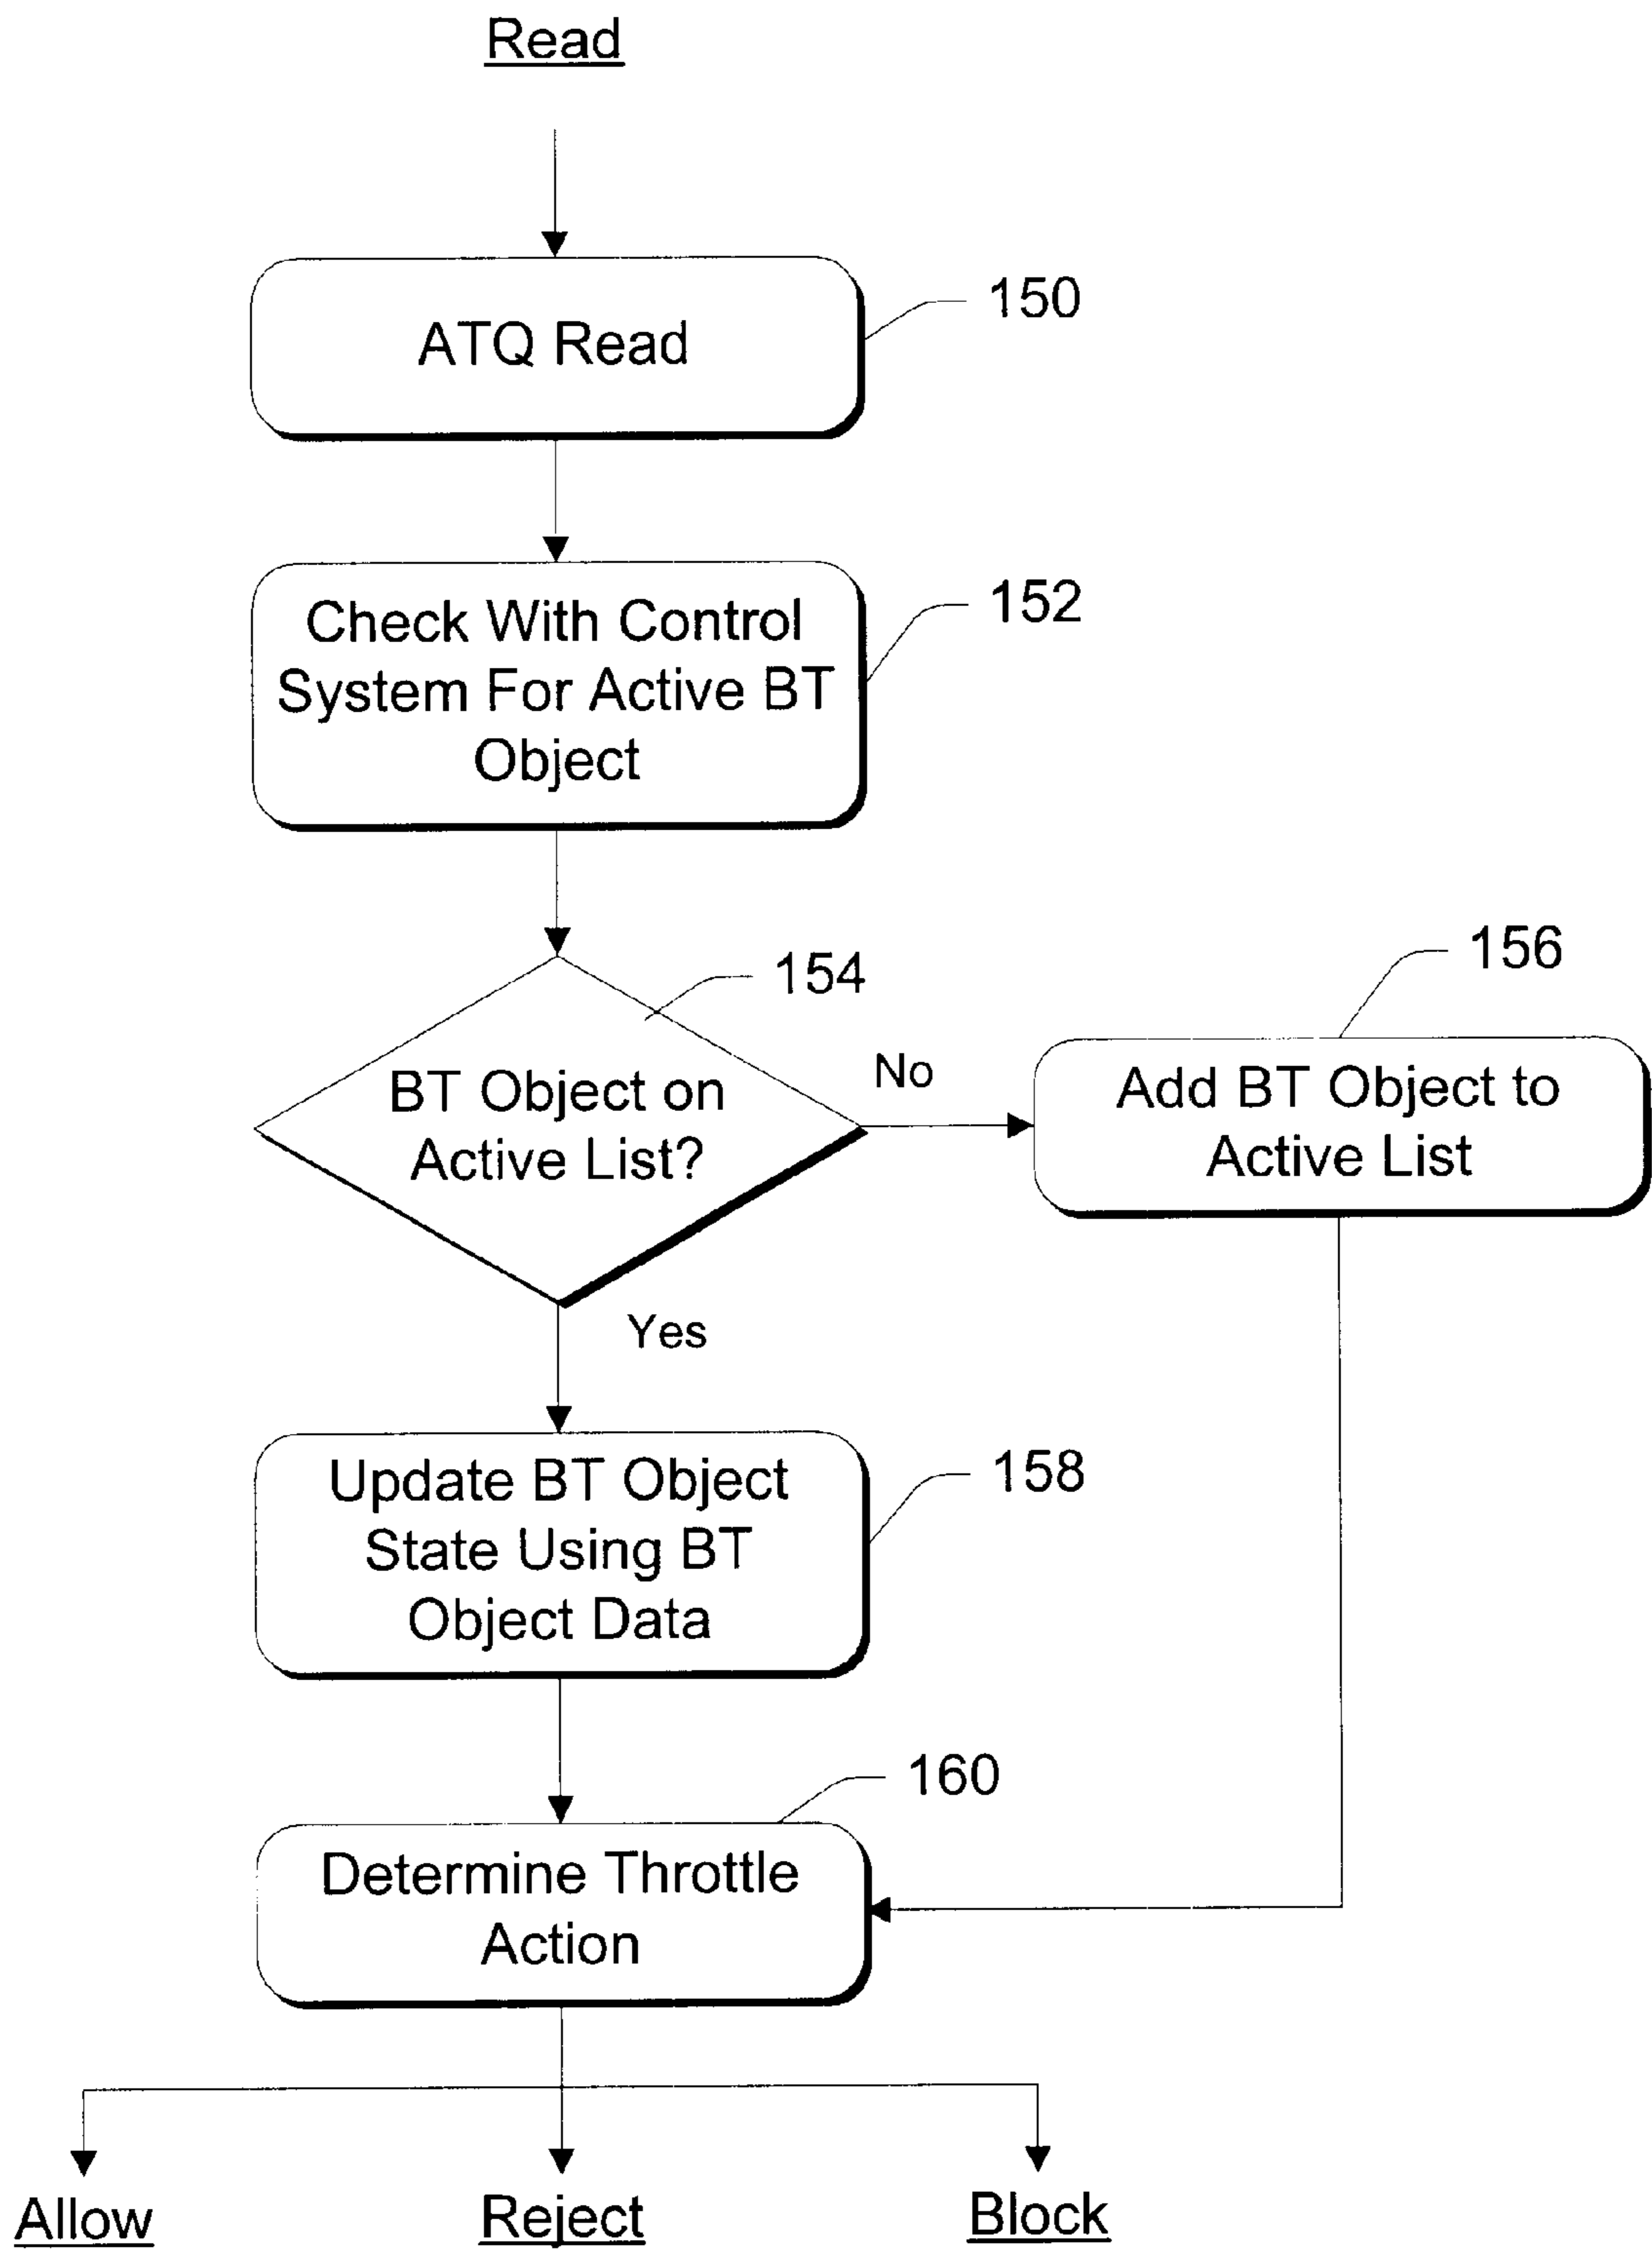 Read
150
ATQ Read
152
Check With Control
System For Active BT
Object
154
156
No
BT Object on
Active List?
Add BT Object to
Active List
Yes
158
Update BT Object
State Using BT
Object Data
160
Determine Throttle
Action
Allow
Reject
Block